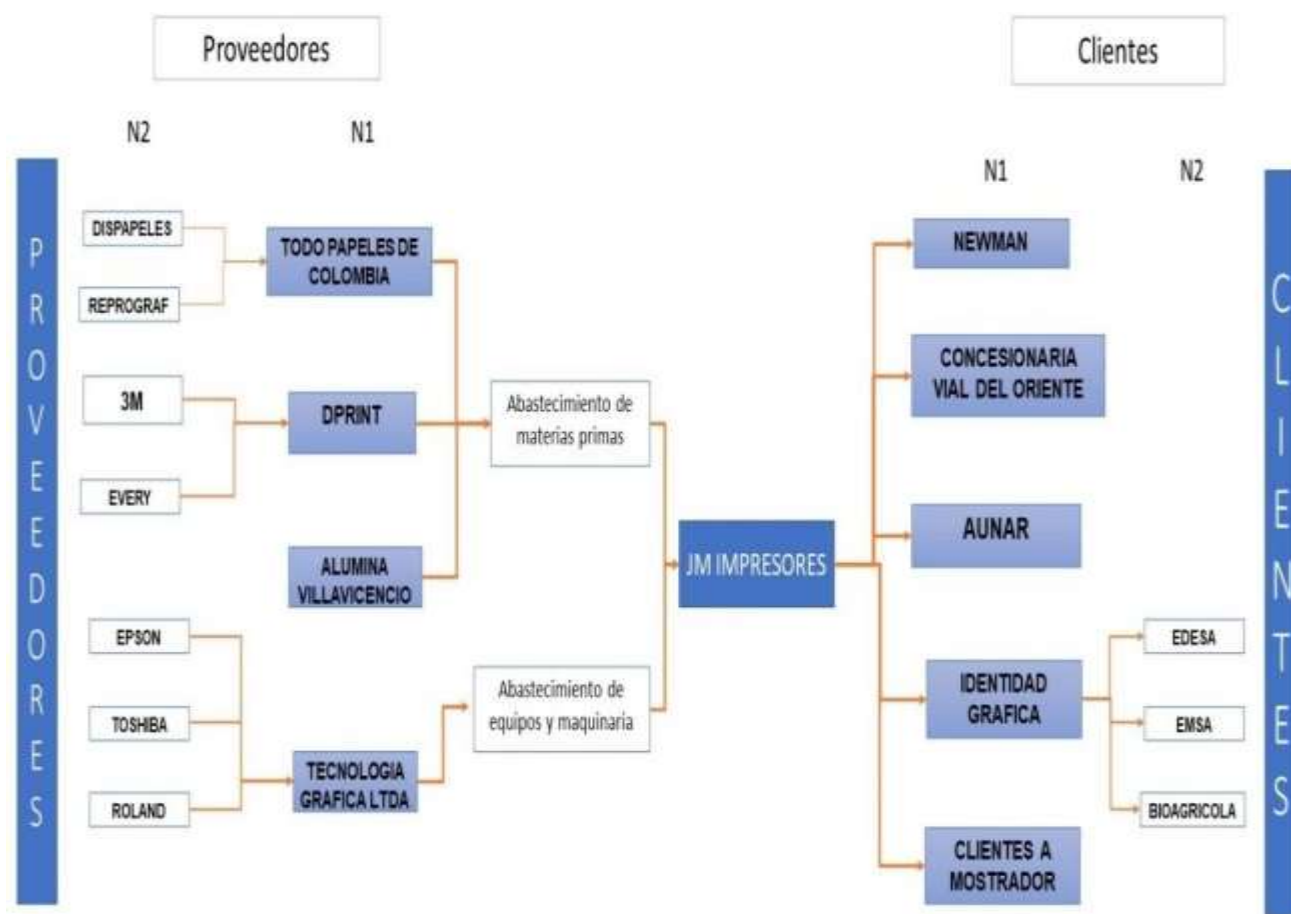 Proveedores
Clientes
N2
N1
N1
N2
PROVEEDORES
DISPAPELES
REPROGRAF
3M
EVERY
EPSON
TOSHIBA
ROLAND
TODO PAPELES DE
COLOMBIA
DPRINT
ALUMINA
VILLAVICENCIO
TECNOLOGIA
GRAFICA LTDA
Abastecimiento de
materias primas
Abastecimiento de
equipos y maquinaria
JM IMPRESORES
NEWMAN
CONCESIONARIA
VIAL DEL ORIENTE
AUNAR
IDENTIDAD
GRAFICA
CLIENTES A
MOSTRADOR
EDESA
EMSA
BIOAGRICOLA
CLIENTES